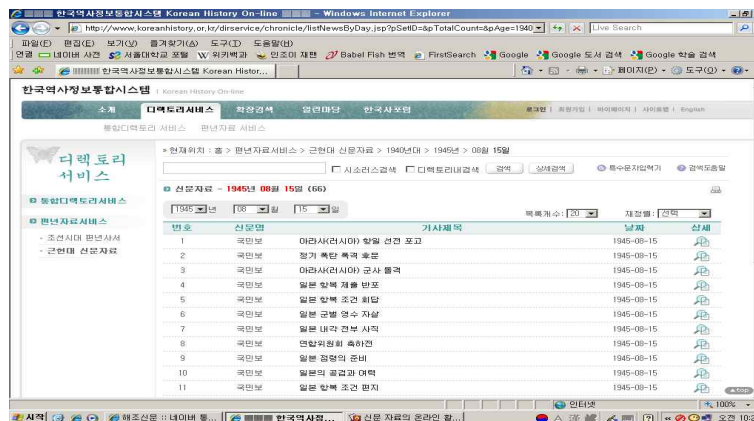 한국역사정보통합시스템 Korean History On-line - Windows Internet Explorer
http://www.koreanhistory.or.kr/dirservice/chronicle/listNewsByDay.jsp?pSetID=&pTotalCount=&pAge=1940 Live Search
파일(F) 편집(E) 보기(V) 즐겨찾기(A) 도구(T) 도움말(H)
연결 네이버 사전 서울대학교 포탈 위키백과 인조이 재팬 Babel Fish 번역 FirstSearch Google Google 도서 검색 Google 학술 검색
한국역사정보통합시스템 Korean Histor... 페이지(P) 도구(O)
한국역사정보통합시스템 Korean History On-line
소개 디렉토리서비스 확장검색 열린마당 한국사포럼 로그인 회원가입 마이페이지 사이트맵 English
통합디렉토리 서비스 편년자료 서비스
디렉토리 서비스
통합디렉토리서비스
편년자료서비스
- 조선시대 편년사서
- 근현대 신문자료
현재위치 : 홈 > 편년자료서비스 > 근현대 신문자료 > 1940년대 > 1945년 > 08월 15일
시소러스검색 디렉토리내검색 검색 상세검색 특수문자입력기 검색도움말
신문자료 - 1945년 08월 15일 (66)
1945 년 08 월 15 일
목록개수: 20 재정렬: 선택
번호 신문명 기사제목 날짜 상세
1 국민보 아라사(러시아) 항일 선전 포고 1945-08-15
2 국민보 정기 폭탄 폭격 후문 1945-08-15
3 국민보 아라사(러시아) 군사 돌격 1945-08-15
4 국민보 일본 항복 제출 반포 1945-08-15
5 국민보 일본 항복 조건 회답 1945-08-15
6 국민보 일본 군벌 영수 자살 1945-08-15
7 국민보 일본 내각 전부 사직 1945-08-15
8 국민보 연합위원회 축하전 1945-08-15
9 국민보 일본 점령의 준비 1945-08-15
10 국민보 일본의 공겁과 여력 1945-08-15
11 국민보 일본 항복 조건 편지 1945-08-15
top
인터넷 100%
시작 해조신문 :: 네이버 통... 한국역사정... 신문 자료의 온라인 활... 오전 10:2